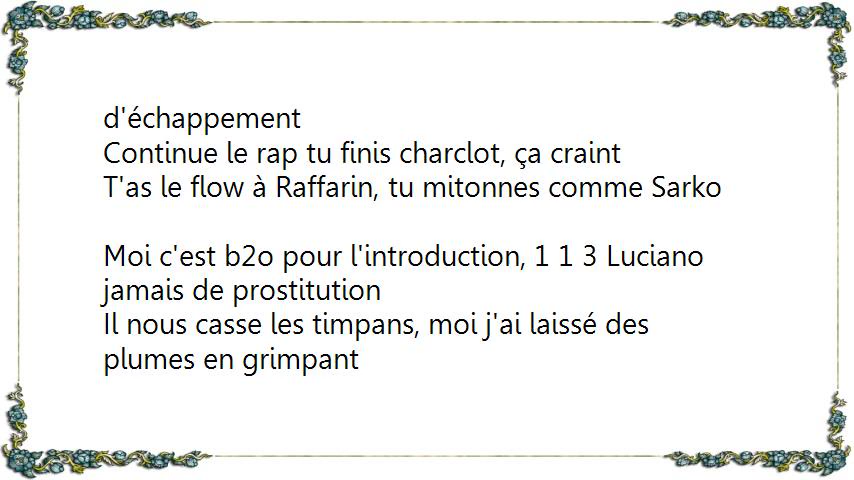 d'échappement
Continue le rap tu finis charclot, ça craint
T'as le flow à Raffarin, tu mitonnes comme Sarko

Moi c'est b2o pour l'introduction, 1 1 3 Luciano
jamais de prostitution
Il nous casse les timpans, moi j'ai laissé des
plumes en grimpant